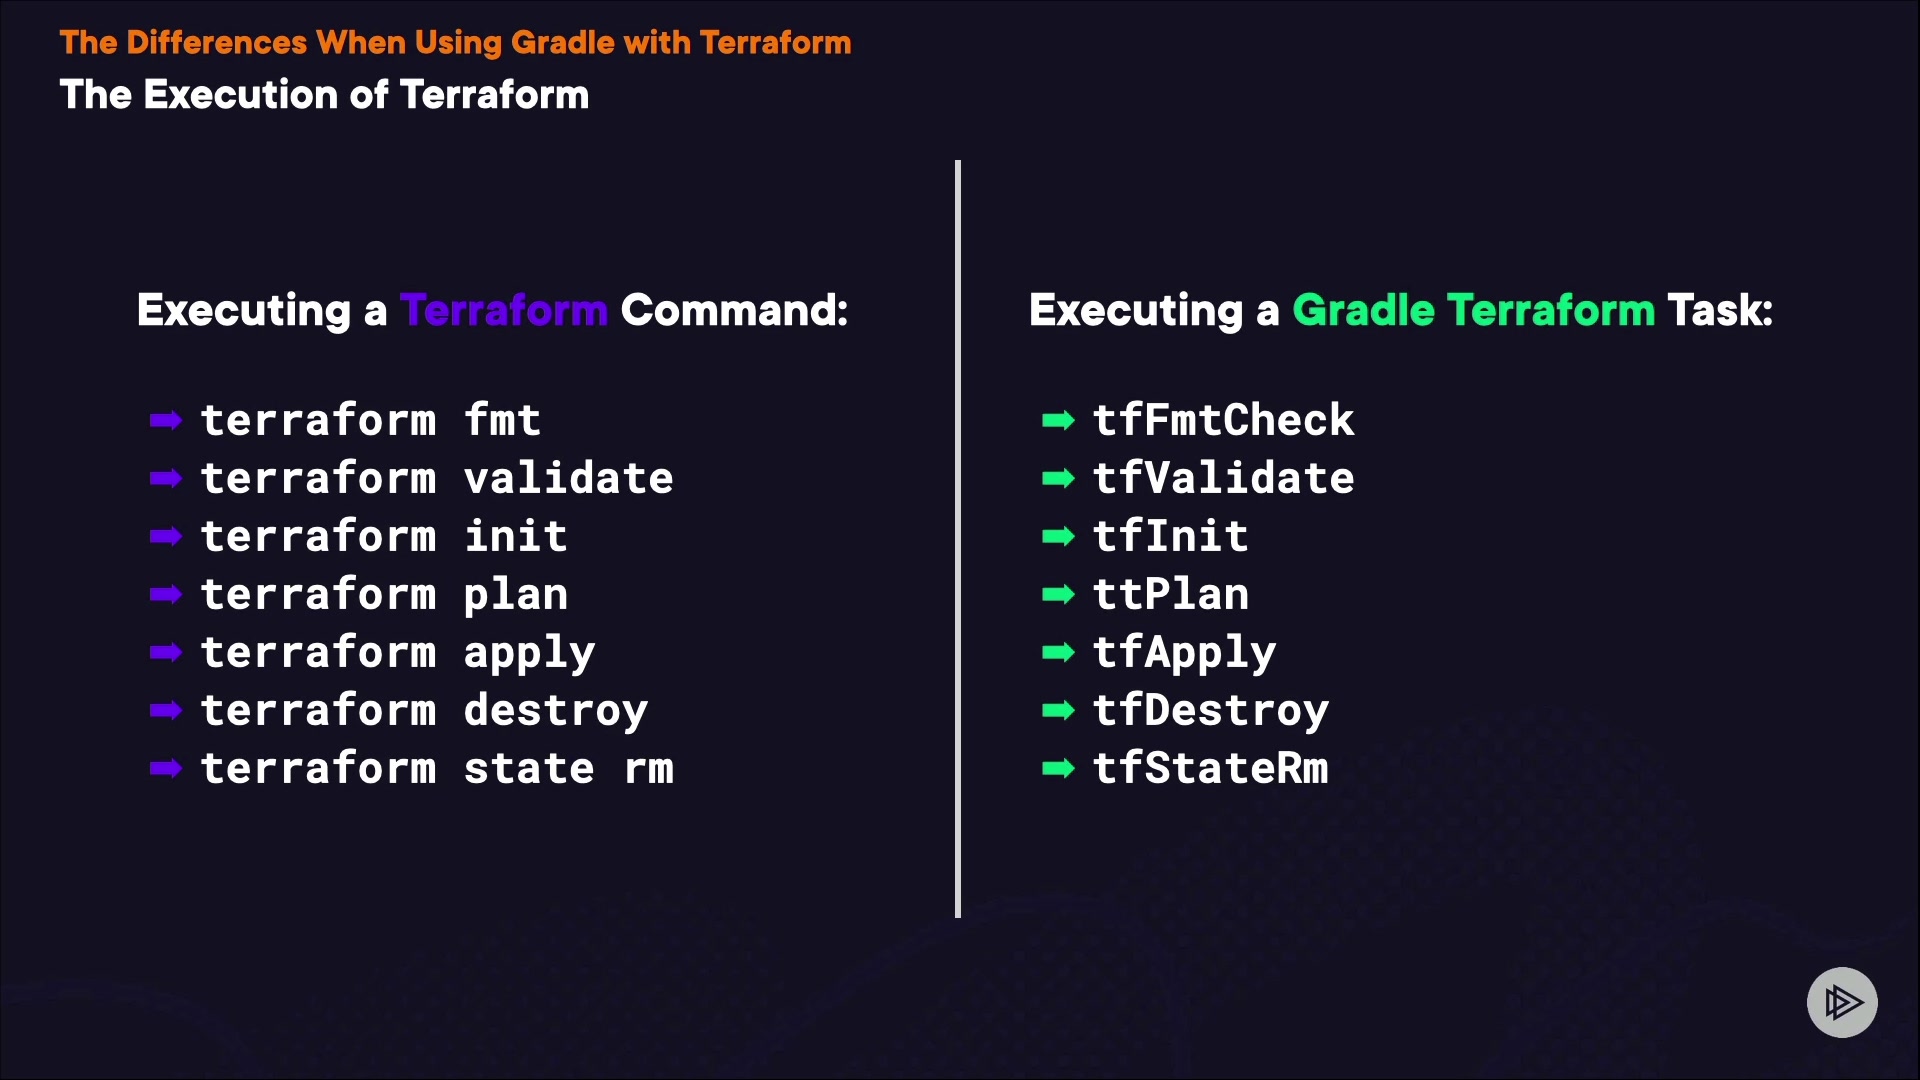 The Differences When Using Gradle with Terraform
The Execution of Terraform
Executing a Terraform Command:
➡ terraform fmt
➡ terraform validate
➡ terraform init
➡ terraform plan
➡ terraform apply
➡ terraform destroy
➡ terraform state rm
Executing a Gradle Terraform Task:
➡ tfFmtCheck
➡ tfValidate
➡ tfInit
➡ ttPlan
➡ tfApply
➡ tfDestroy
➡ tfStateRm